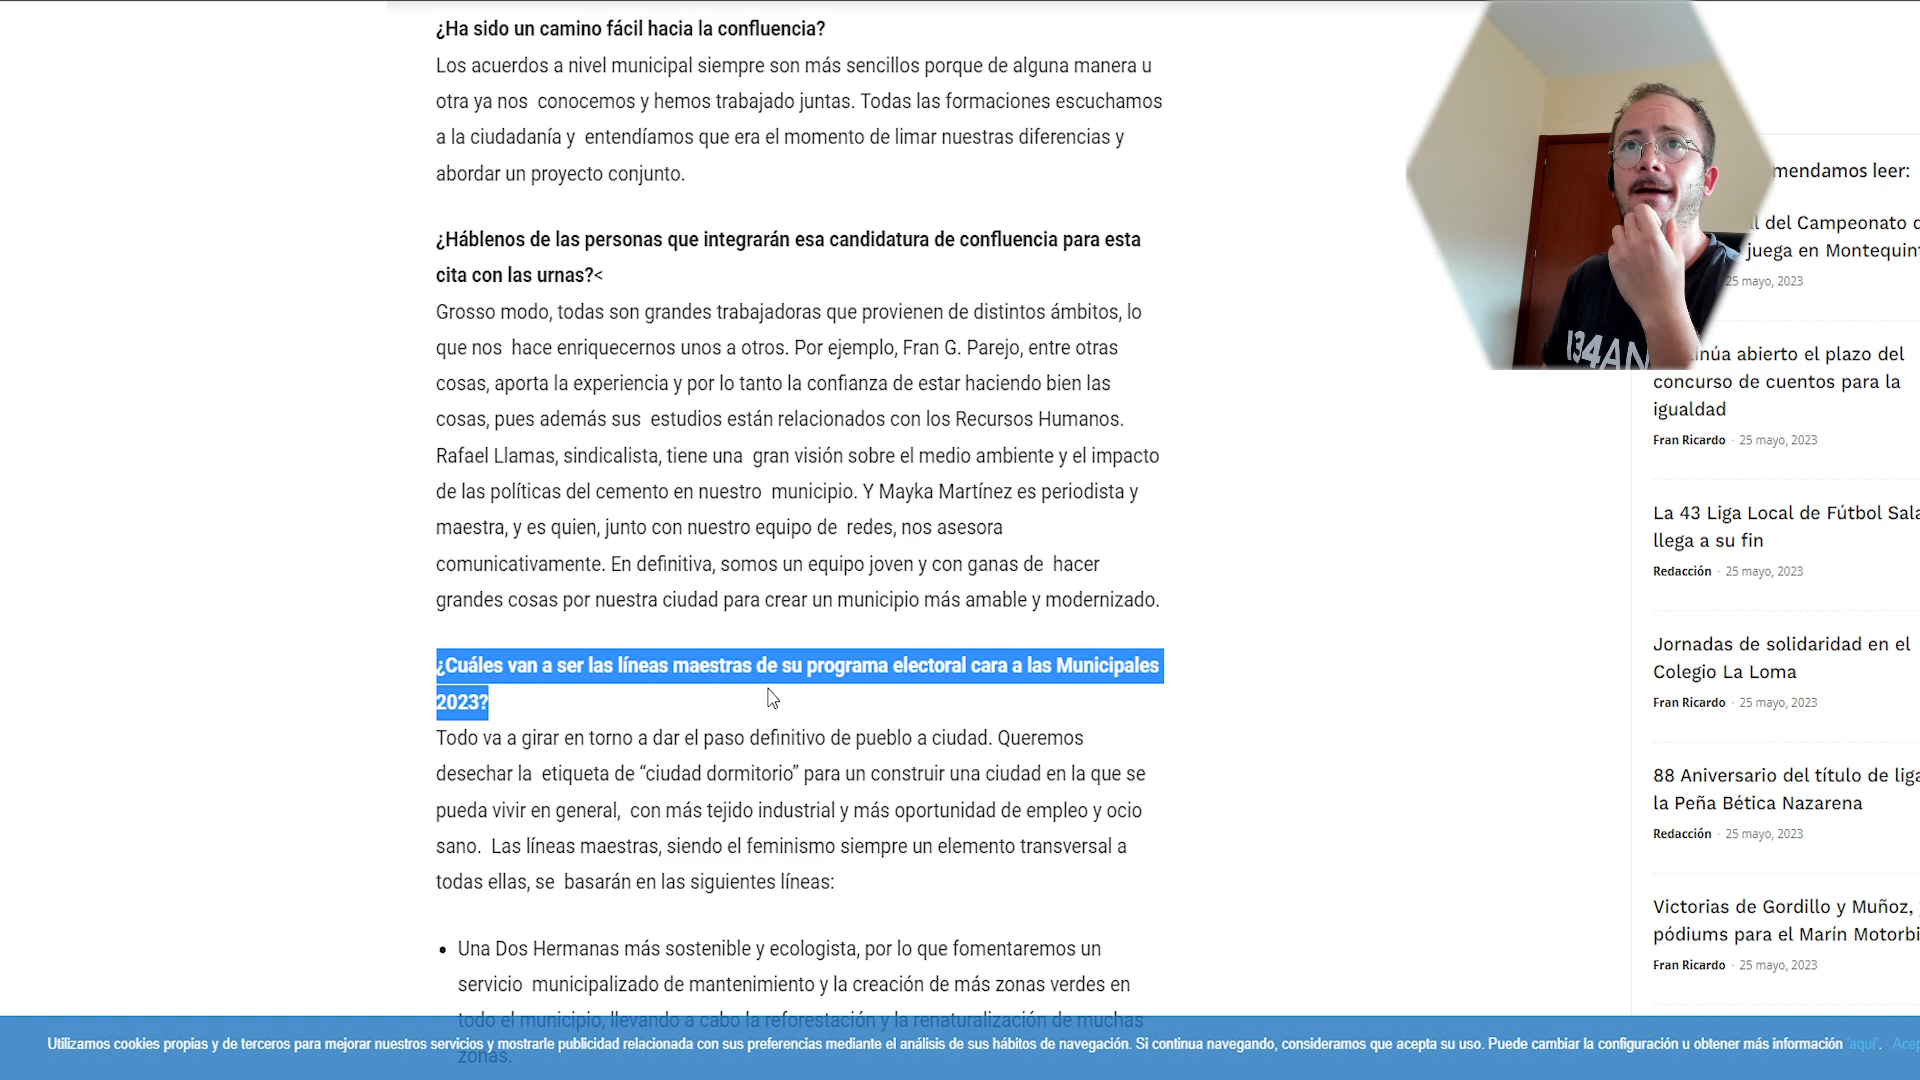 ¿Ha sido un camino fácil hacia la confluencia?
Los acuerdos a nivel municipal siempre son más sencillos porque de alguna manera u
otra ya nos conocemos y hemos trabajado juntas. Todas las formaciones escuchamos
a la ciudadanía y entendíamos que era el momento de limar nuestras diferencias y
abordar un proyecto conjunto.
¿Háblenos de las personas que integrarán esa candidatura de confluencia para esta
cita con las urnas?<
Grosso modo, todas son grandes trabajadoras que provienen de distintos ámbitos, lo
que nos hace enriquecernos unos a otros. Por ejemplo, Fran G. Parejo, entre otras
cosas, aporta la experiencia y por lo tanto la confianza de estar haciendo bien las
cosas, pues además sus estudios están relacionados con los Recursos Humanos.
Rafael Llamas, sindicalista, tiene una gran visión sobre el medio ambiente y el impacto
de las políticas del cemento en nuestro municipio. Y Mayka Martínez es periodista y
maestra, y es quien, junto con nuestro equipo de redes, nos asesora
comunicativamente. En definitiva, somos un equipo joven y con ganas de hacer
grandes cosas por nuestra ciudad para crear un municipio más amable y modernizado.
¿Cuáles van a ser las líneas maestras de su programa electoral cara a las Municipales
2023?
Todo va a girar en torno a dar el paso definitivo de pueblo a ciudad. Queremos
desechar la etiqueta de “ciudad dormitorio” para un construir una ciudad en la que se
pueda vivir en general, con más tejido industrial y más oportunidad de empleo y ocio
sano. Las líneas maestras, siendo el feminismo siempre un elemento transversal a
todas ellas, se basarán en las siguientes líneas:
• Una Dos Hermanas más sostenible y ecologista, por lo que fomentaremos un
servicio municipalizado de mantenimiento y la creación de más zonas verdes en
todo el municipio, llevando a cabo la reforestación y la renaturalización de muchas
zonas.
mendamos leer:
l del Campeonato
juega en Montequin
25 mayo, 2023
inúa abierto el plazo del
concurso de cuentos para la
igualdad
Fran Ricardo - 25 mayo, 2023
La 43 Liga Local de Fútbol Sala
llega a su fin
Redacción - 25 mayo, 2023
Jornadas de solidaridad en el
Colegio La Loma
Fran Ricardo - 25 mayo, 2023
88 Aniversario del título de liga
la Peña Bética Nazarena
Redacción - 25 mayo, 2023
Victorias de Gordillo y Muñoz,
pódiums para el Marín Motorbi
Fran Ricardo - 25 mayo, 2023
Utilizamos cookies propias y de terceros para mejorar nuestros servicios y mostrarle publicidad relacionada con sus preferencias mediante el análisis de sus hábitos de navegación. Si continua navegando, consideramos que acepta su uso. Puede cambiar la configuración u obtener más información 'aquí'. Acep